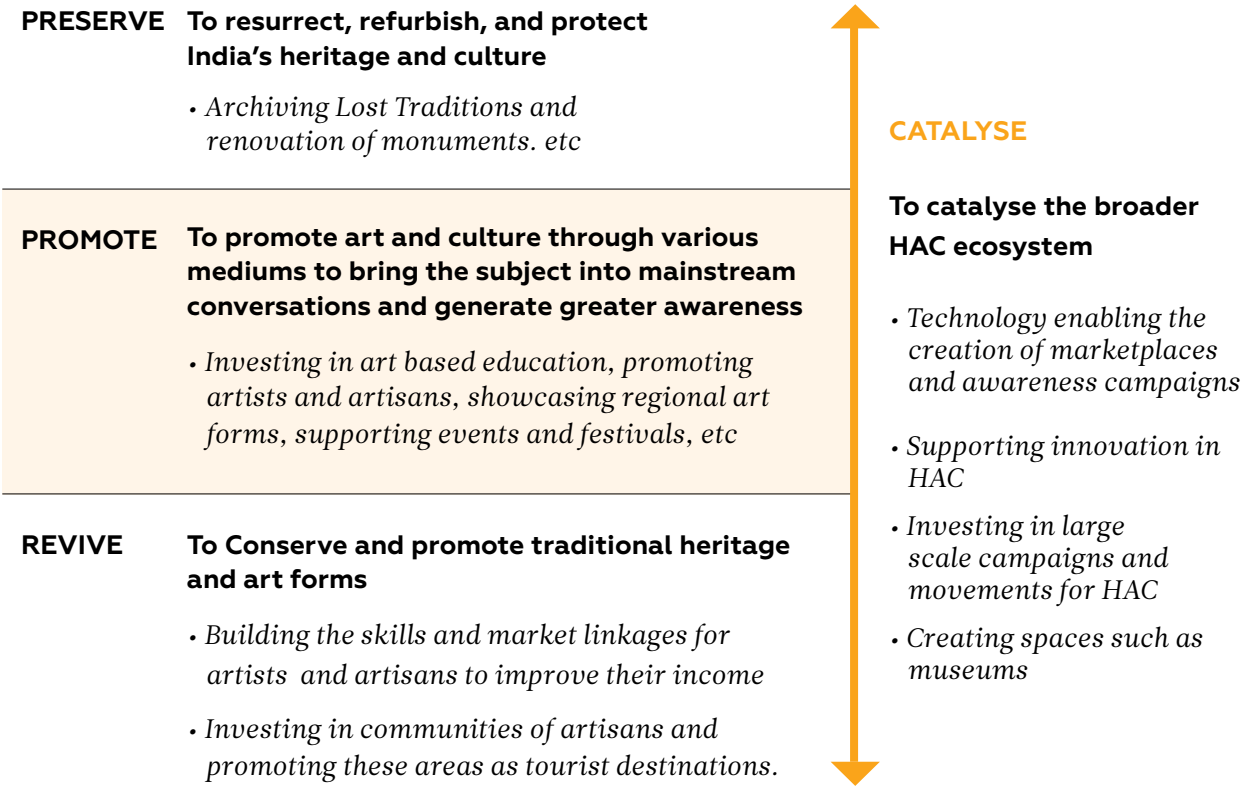 PRESERVE
To resurrect, refurbish, and protect
India’s heritage and culture
• Archiving Lost Traditions and
renovation of monuments. etc
PROMOTE
To promote art and culture through various
mediums to bring the subject into mainstream
conversations and generate greater awareness
• Investing in art based education, promoting
artists and artisans, showcasing regional art
forms, supporting events and festivals, etc
REVIVE
To Conserve and promote traditional heritage
and art forms
• Building the skills and market linkages for
artists and artisans to improve their income
• Investing in communities of artisans and
promoting these areas as tourist destinations.
CATALYSE
To catalyse the broader
HAC ecosystem
• Technology enabling the
creation of marketplaces
and awareness campaigns
• Supporting innovation in
HAC
• Investing in large
scale campaigns and
movements for HAC
• Creating spaces such as
museums